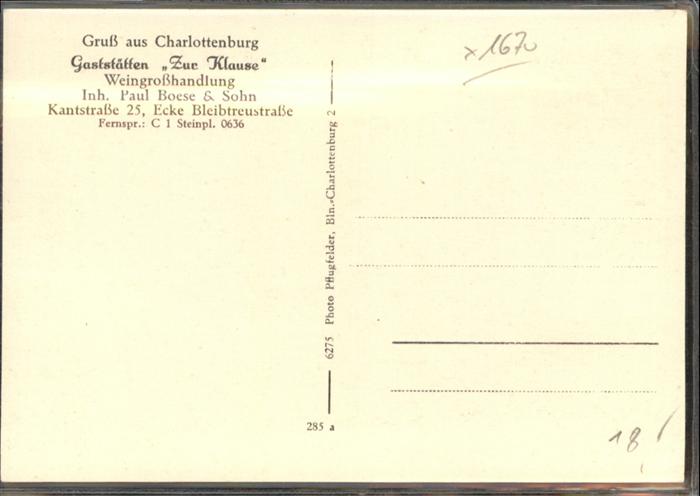 Gruß aus Charlottenburg
Gaststätten „Zur Klause"
Weingroßhandlung
Inh. Paul Boese & Sohn
Kantstraße 25, Ecke Bleibtreustraße
Fernspr.: C 1 Steinpl. 0636
6275 Photo Pflugfelder, Bln.-Charlottenburg 2
285 a
x1670
18